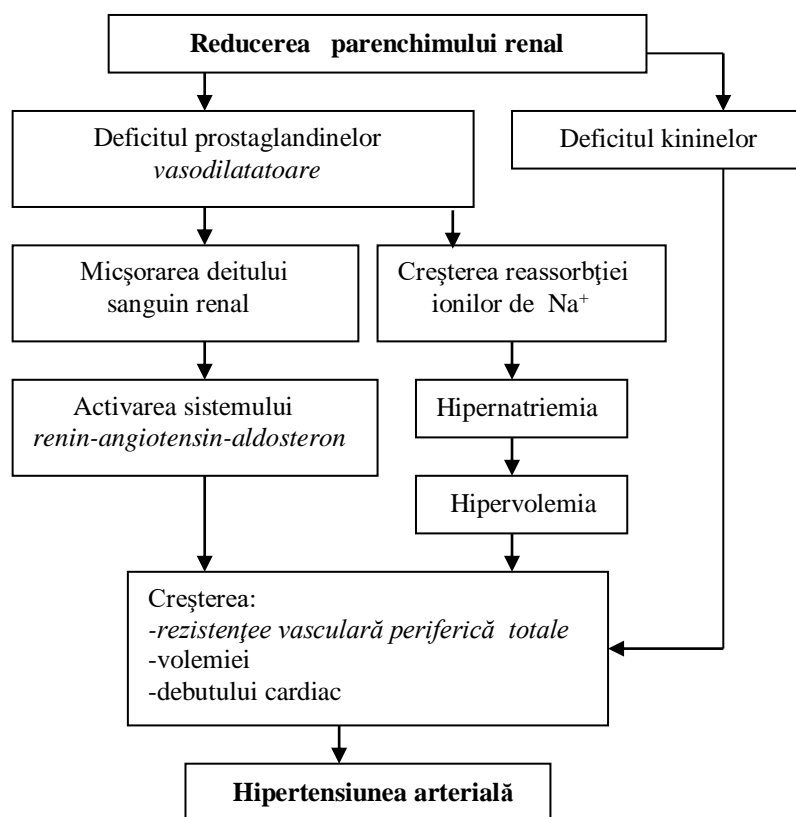 Reducerea parenchimului renal
Deficitul prostaglandinelor
vasodilatatoare
Deficitul kininelor
Micşorarea deitului
sanguin renal
Creşterea reassorbţiei
ionilor de Na⁺
Activarea sistemului
renin-angiotensin-aldosteron
Hipernatriemia
Hipervolemia
Creşterea:
-rezistenţee vasculară periferică totale
-volemiei
-debutului cardiac
Hipertensiunea arterială